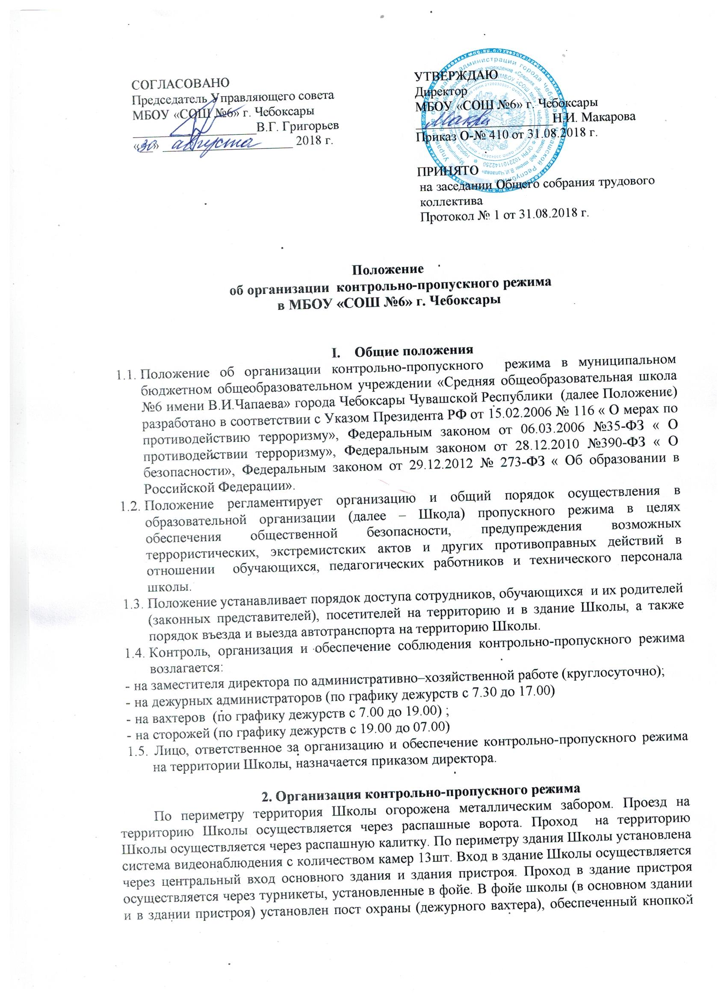 СОГЛАСОВАНО
Председатель Управляющего совета
МБОУ «СОШ №6» г. Чебоксары
____________________В.Г. Григорьев
«30» августа 2018 г.
УТВЕРЖДАЮ
Директор
МБОУ «СОШ №6» г. Чебоксары
______________________Н.И. Макарова
Приказ О-№ 410 от 31.08.2018 г.
ПРИНЯТО
на заседании Общего собрания трудового
коллектива
Протокол № 1 от 31.08.2018 г.
Положение
об организации контрольно-пропускного режима
в МБОУ «СОШ №6» г. Чебоксары
I. Общие положения
1.1. Положение об организации контрольно-пропускного режима в муниципальном
бюджетном общеобразовательном учреждении «Средняя общеобразовательная школа
№6 имени В.И.Чапаева» города Чебоксары Чувашской Республики (далее Положение)
разработано в соответствии с Указом Президента РФ от 15.02.2006 № 116 « О мерах по
противодействию терроризму», Федеральным законом от 06.03.2006 №35-ФЗ « О
противодействии терроризму», Федеральным законом от 28.12.2010 №390-ФЗ « О
безопасности», Федеральным законом от 29.12.2012 № 273-ФЗ « Об образовании в
Российской Федерации».
1.2. Положение регламентирует организацию и общий порядок осуществления в
образовательной организации (далее – Школа) пропускного режима в целях
обеспечения общественной безопасности, предупреждения возможных
террористических, экстремистских актов и других противоправных действий в
отношении обучающихся, педагогических работников и технического персонала
школы.
1.3. Положение устанавливает порядок доступа сотрудников, обучающихся и их родителей
(законных представителей), посетителей на территорию и в здание Школы, а также
порядок въезда и выезда автотранспорта на территорию Школы.
1.4. Контроль, организация и обеспечение соблюдения контрольно-пропускного режима
возлагается:
- на заместителя директора по административно–хозяйственной работе (круглосуточно);
- на дежурных администраторов (по графику дежурств с 7.30 до 17.00)
- на вахтеров (по графику дежурств с 7.00 до 19.00) ;
- на сторожей (по графику дежурств с 19.00 до 07.00)
1.5. Лицо, ответственное за организацию и обеспечение контрольно-пропускного режима
на территории Школы, назначается приказом директора.
2. Организация контрольно-пропускного режима
По периметру территория Школы огорожена металлическим забором. Проезд на
территорию Школы осуществляется через распашные ворота. Проход на территорию
Школы осуществляется через распашную калитку. По периметру здания Школы установлена
система видеонаблюдения с количеством камер 13шт. Вход в здание Школы осуществляется
через центральный вход основного здания и здания пристроя. Проход в здание пристроя
осуществляется через турникеты, установленные в фойе. В фойе школы (в основном здании
и в здании пристроя) установлен пост охраны (дежурного вахтера), обеспеченный кнопкой